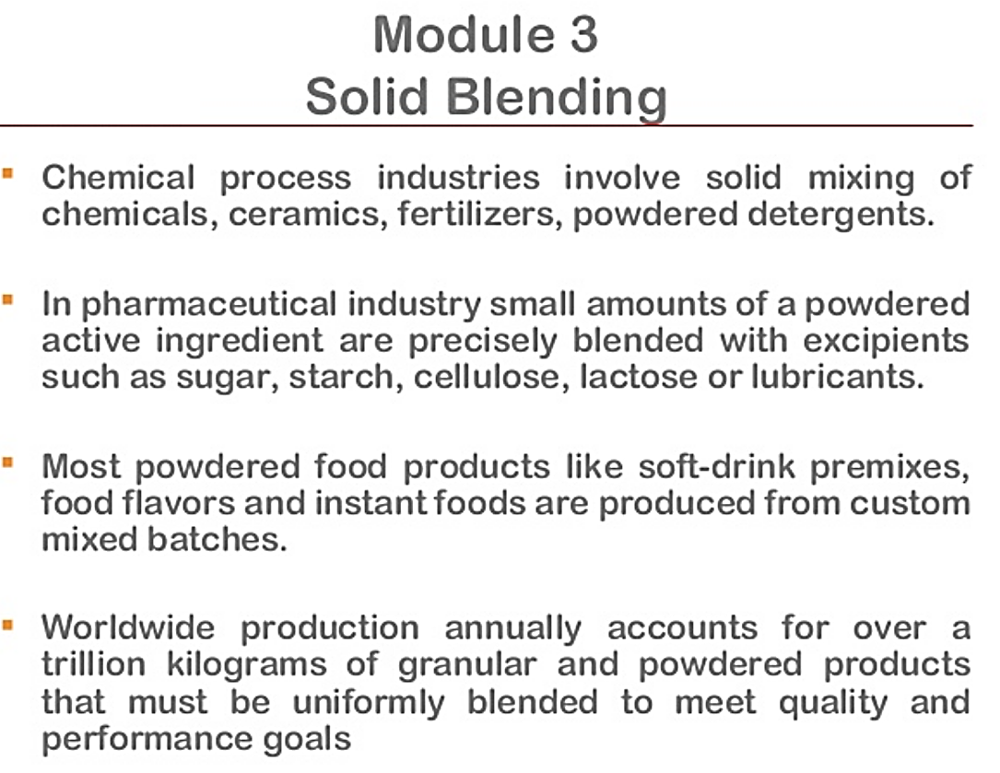 Module 3
Solid Blending
▪ Chemical process industries involve solid mixing of
chemicals, ceramics, fertilizers, powdered detergents.
▪ In pharmaceutical industry small amounts of a powdered
active ingredient are precisely blended with excipients
such as sugar, starch, cellulose, lactose or lubricants.
▪ Most powdered food products like soft-drink premixes,
food flavors and instant foods are produced from custom
mixed batches.
▪ Worldwide production annually accounts for over a
trillion kilograms of granular and powdered products
that must be uniformly blended to meet quality and
performance goals